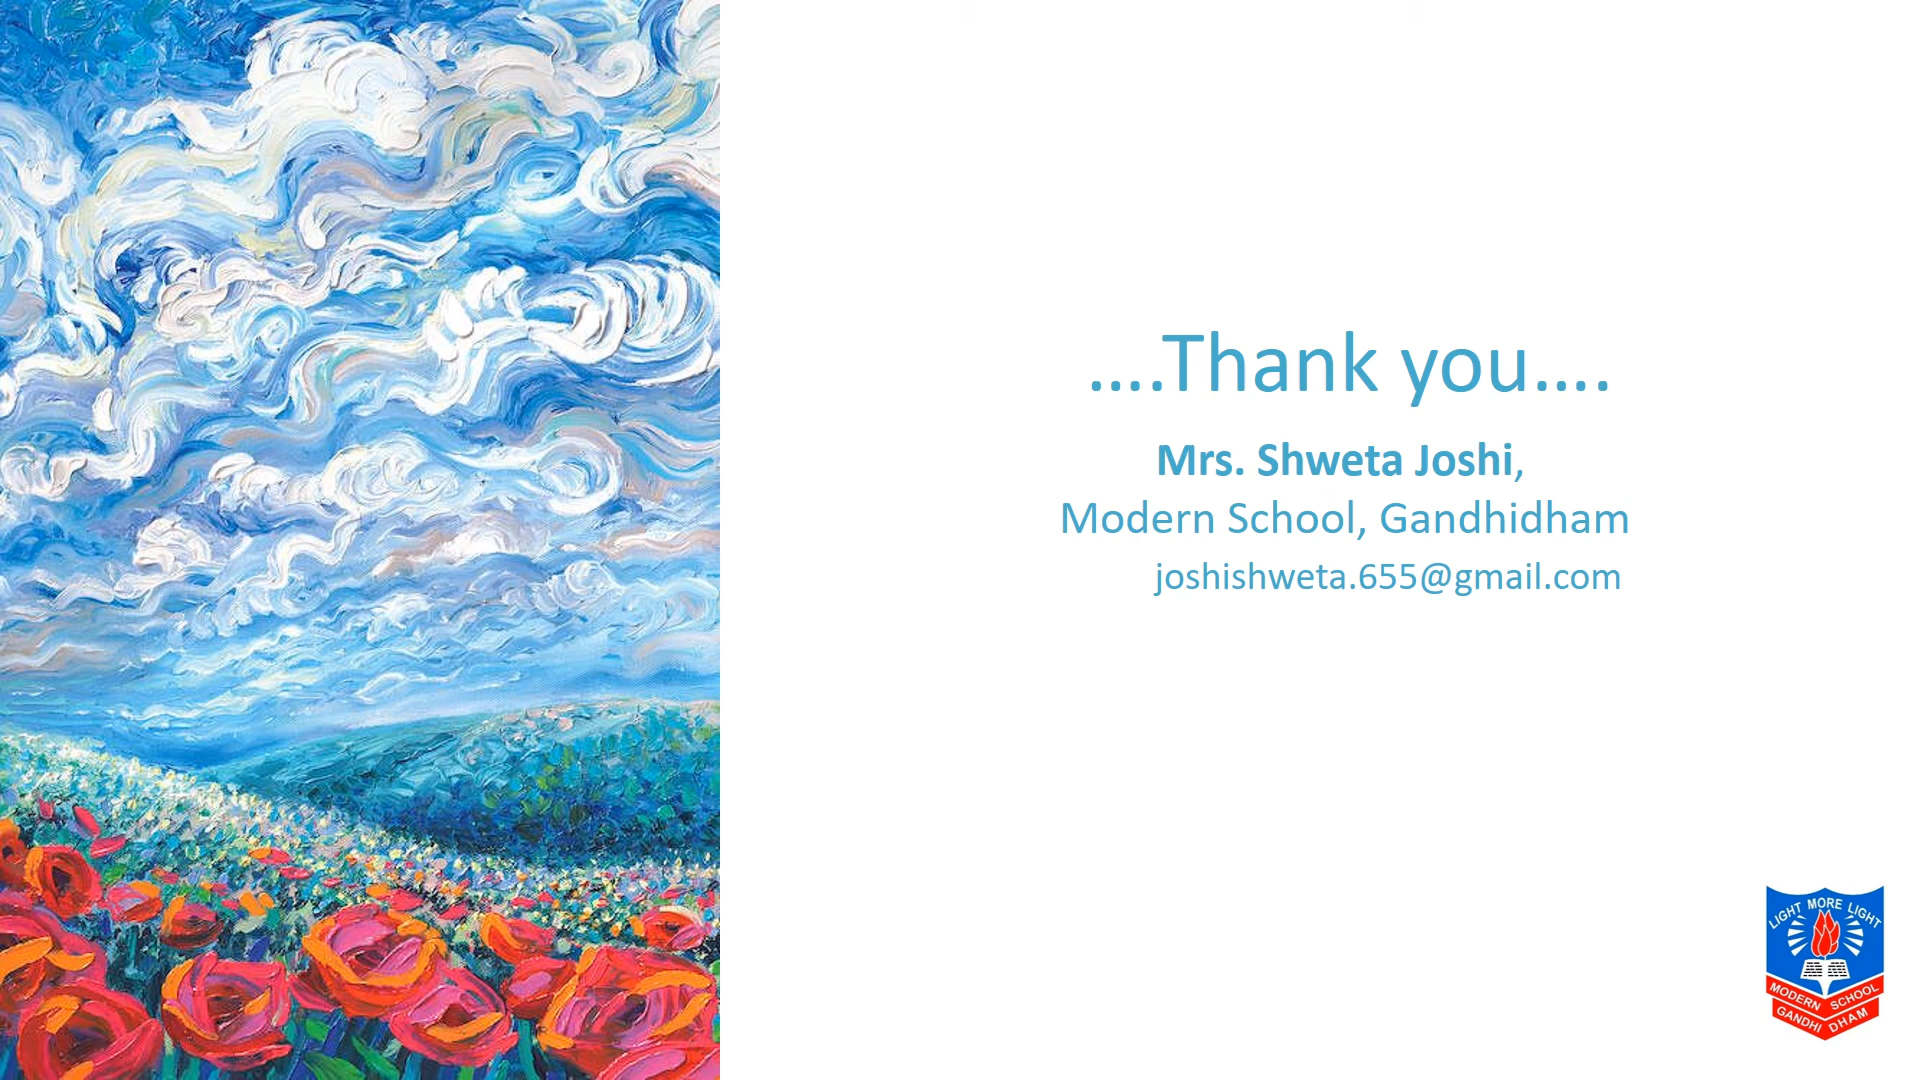 ....Thank you....
Mrs. Shweta Joshi,
Modern School, Gandhidham
joshishweta.655@gmail.com
LIGHT MORE LIGHT
MODERN SCHOOL
GANDHI DHAM